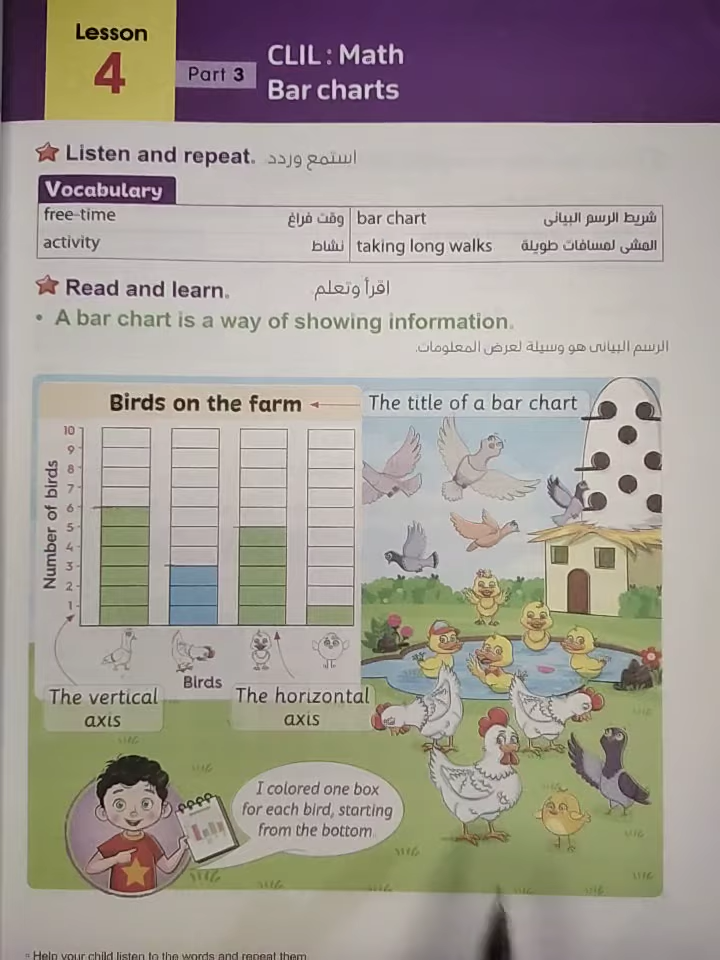 Lesson
4
Part 3
CLIL : Math
Bar charts
Listen and repeat. استمع وردد
Vocabulary
free-time وقت فراغ bar chart شريط الرسم البيانى
activity نشاط taking long walks المشى لمسافات طويلة
Read and learn. اقرأ وتعلم.
• A bar chart is a way of showing information.
الرسم البيانى هو وسيلة لعرض المعلومات.
Birds on the farm
The title of a bar chart
Number of birds
10
9
8
7
6
5
4
3
2
1
Birds
The vertical
axis
The horizontal
axis
I colored one box
for each bird, starting
from the bottom.
Help your child listen to the words and repeat them.